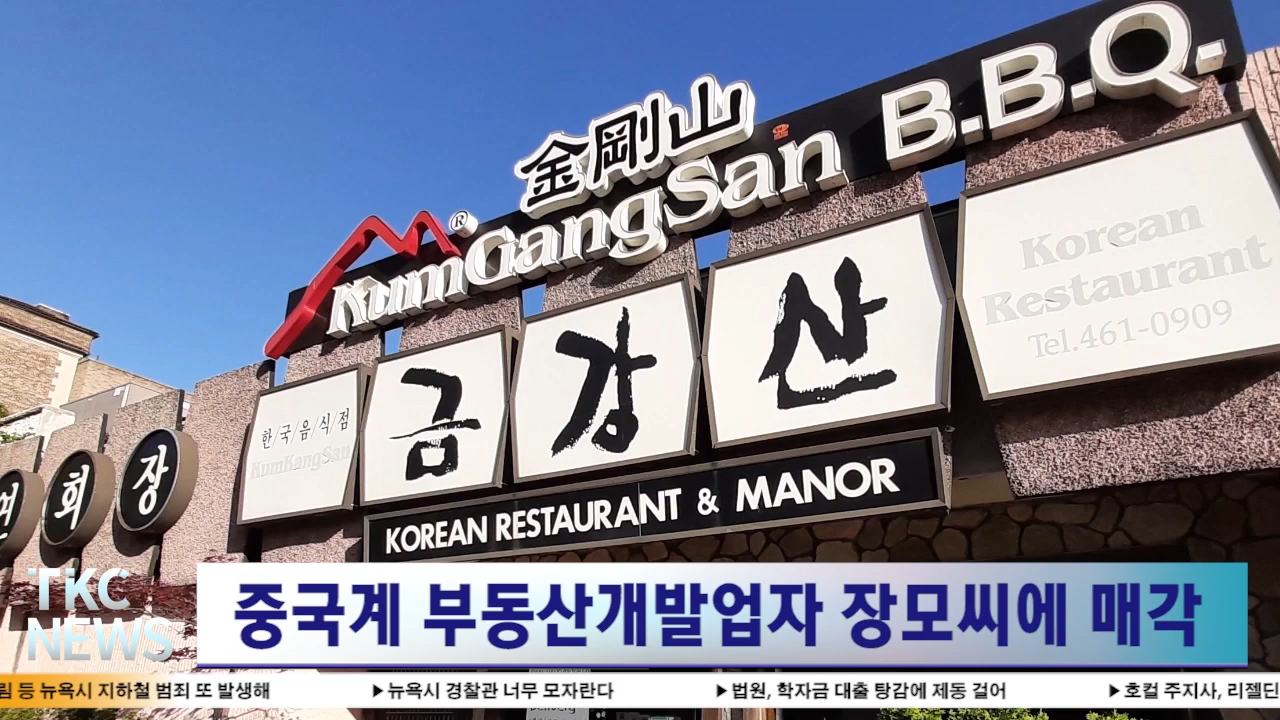 金剛山
KumGangSan B.B.Q.
®
한/국/음/식/점
KumKangSan
금강산
Korean
Restaurant
Tel.461-0909
연회장
KOREAN RESTAURANT & MANOR
TKC
NEWS
중국계 부동산개발업자 장모씨에 매각
등 뉴욕시 지하철 범죄 또 발생해 ▶뉴욕시 경찰관 너무 모자란다 ▶법원, 학자금 대출 탕감에 제동 걸어 ▶호컬 주지사, 리젤딘